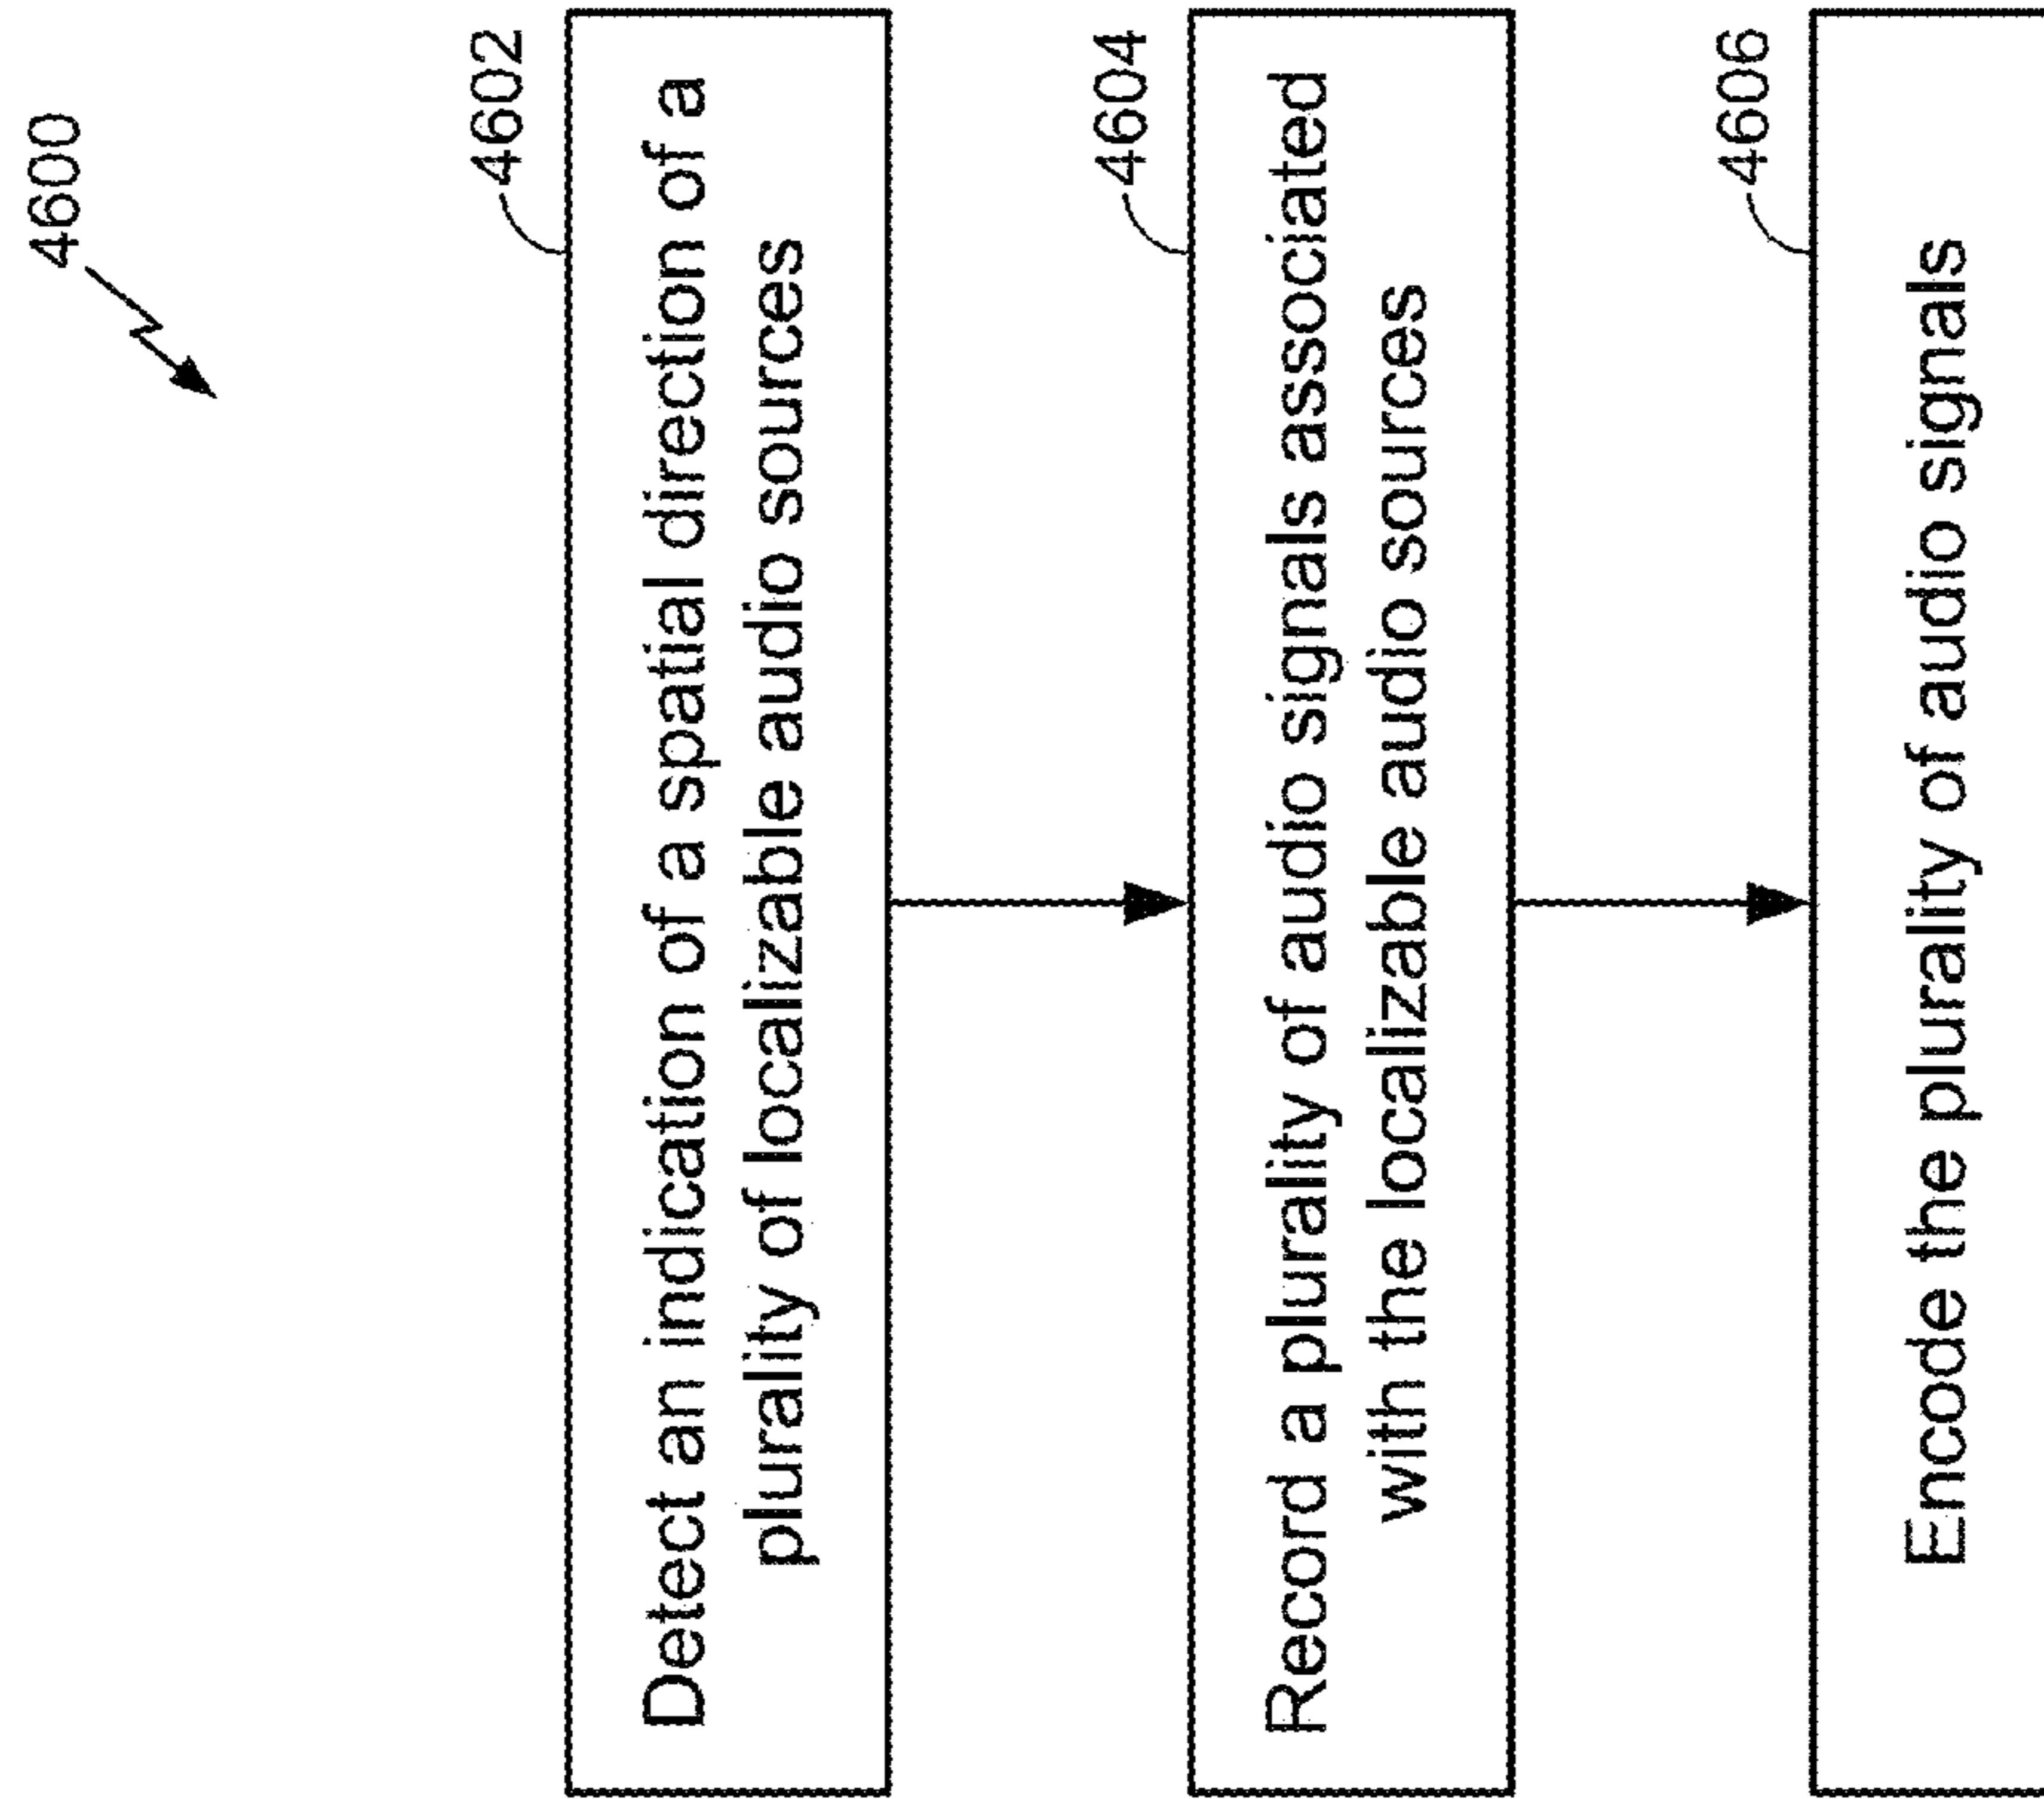 4600
4602
Detect an indication of a spatial direction of a
plurality of localizable audio sources
4604
Record a plurality of audio signals associated
with the localizable audio sources
4606
Encode the plurality of audio signals